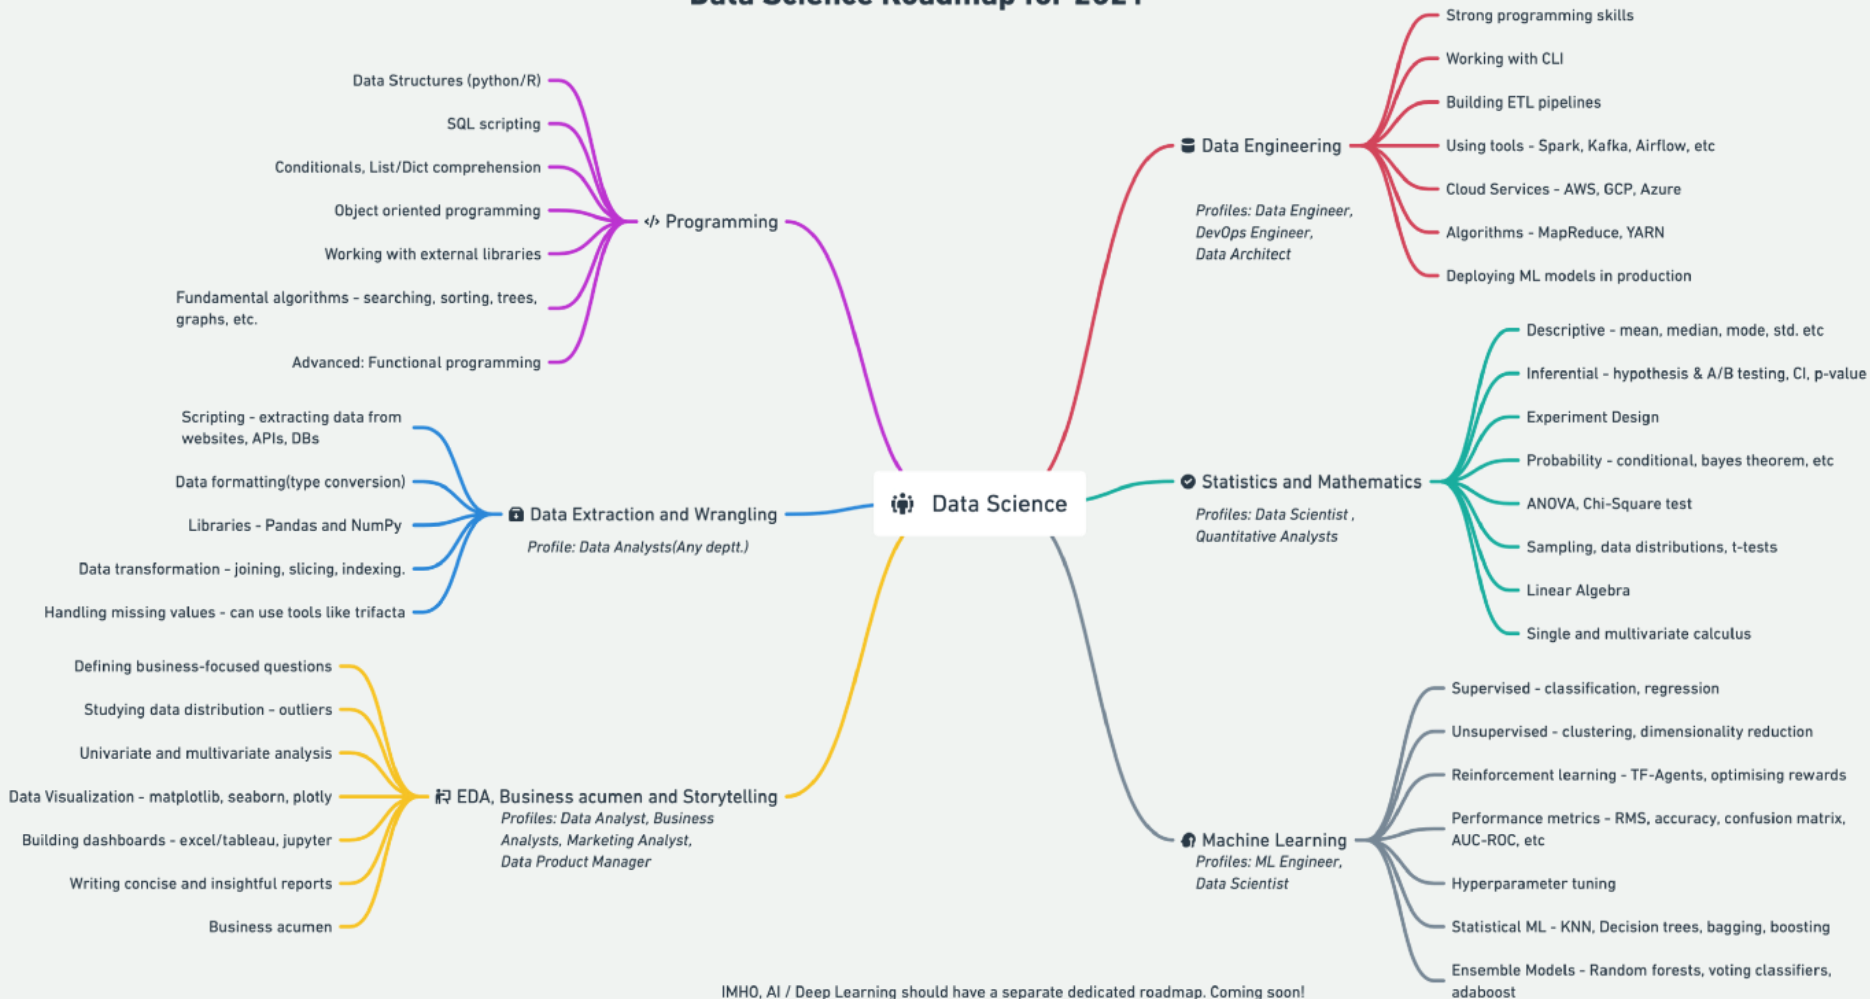 Data Science Roadmap for 2021
Data Structures (python/R)
SQL scripting
Conditionals, List/Dict comprehension
Object oriented programming
Working with external libraries
Fundamental algorithms - searching, sorting, trees,
graphs, etc.
Advanced: Functional programming
</> Programming
Scripting - extracting data from
websites, APIs, DBs
Data formatting(type conversion)
Libraries - Pandas and NumPy
Data transformation - joining, slicing, indexing.
Handling missing values - can use tools like trifacta
Data Extraction and Wrangling
Profile: Data Analysts(Any deptt.)
Defining business-focused questions
Studying data distribution - outliers
Univariate and multivariate analysis
Data Visualization - matplotlib, seaborn, plotly
Building dashboards - excel/tableau, jupyter
Writing concise and insightful reports
Business acumen
EDA, Business acumen and Storytelling
Profiles: Data Analyst, Business
Analysts, Marketing Analyst,
Data Product Manager
Data Science
Data Engineering
Profiles: Data Engineer,
DevOps Engineer,
Data Architect
Strong programming skills
Working with CLI
Building ETL pipelines
Using tools - Spark, Kafka, Airflow, etc
Cloud Services - AWS, GCP, Azure
Algorithms - MapReduce, YARN
Deploying ML models in production
Statistics and Mathematics
Profiles: Data Scientist ,
Quantitative Analysts
Descriptive - mean, median, mode, std. etc
Inferential - hypothesis & A/B testing, CI, p-value
Experiment Design
Probability - conditional, bayes theorem, etc
ANOVA, Chi-Square test
Sampling, data distributions, t-tests
Linear Algebra
Single and multivariate calculus
Machine Learning
Profiles: ML Engineer,
Data Scientist
Supervised - classification, regression
Unsupervised - clustering, dimensionality reduction
Reinforcement learning - TF-Agents, optimising rewards
Performance metrics - RMS, accuracy, confusion matrix,
AUC-ROC, etc
Hyperparameter tuning
Statistical ML - KNN, Decision trees, bagging, boosting
Ensemble Models - Random forests, voting classifiers,
adaboost
IMHO, AI / Deep Learning should have a separate dedicated roadmap. Coming soon!